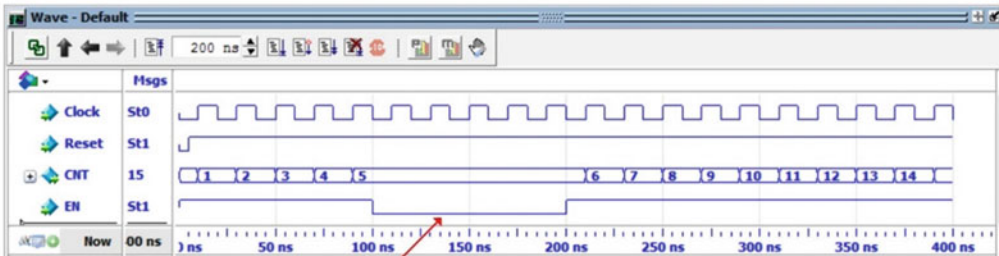 Wave - Default
200 ns
Msgs
Clock St0
Reset St1
CNT 15 1 2 3 4 5 6 7 8 9 10 11 12 13 14
EN St1
Now 00 ns ) ns 50 ns 100 ns 150 ns 200 ns 250 ns 300 ns 350 ns 400 ns